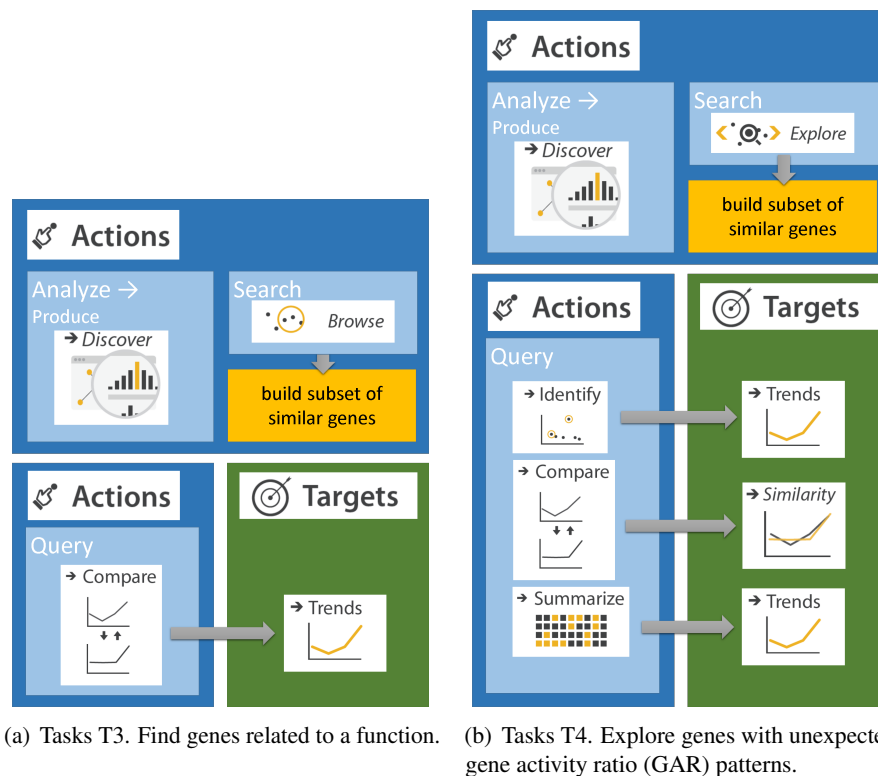 Actions
Analyze →
Produce
→ Discover
Search
Browse
build subset of
similar genes
Actions
Query
→ Compare
Targets
→ Trends
(a) Tasks T3. Find genes related to a function.
Actions
Analyze →
Produce
→ Discover
Search
Explore
build subset of
similar genes
Actions
Query
→ Identify
→ Compare
→ Summarize
Targets
→ Trends
→ Similarity
→ Trends
(b) Tasks T4. Explore genes with unexpecte
gene activity ratio (GAR) patterns.